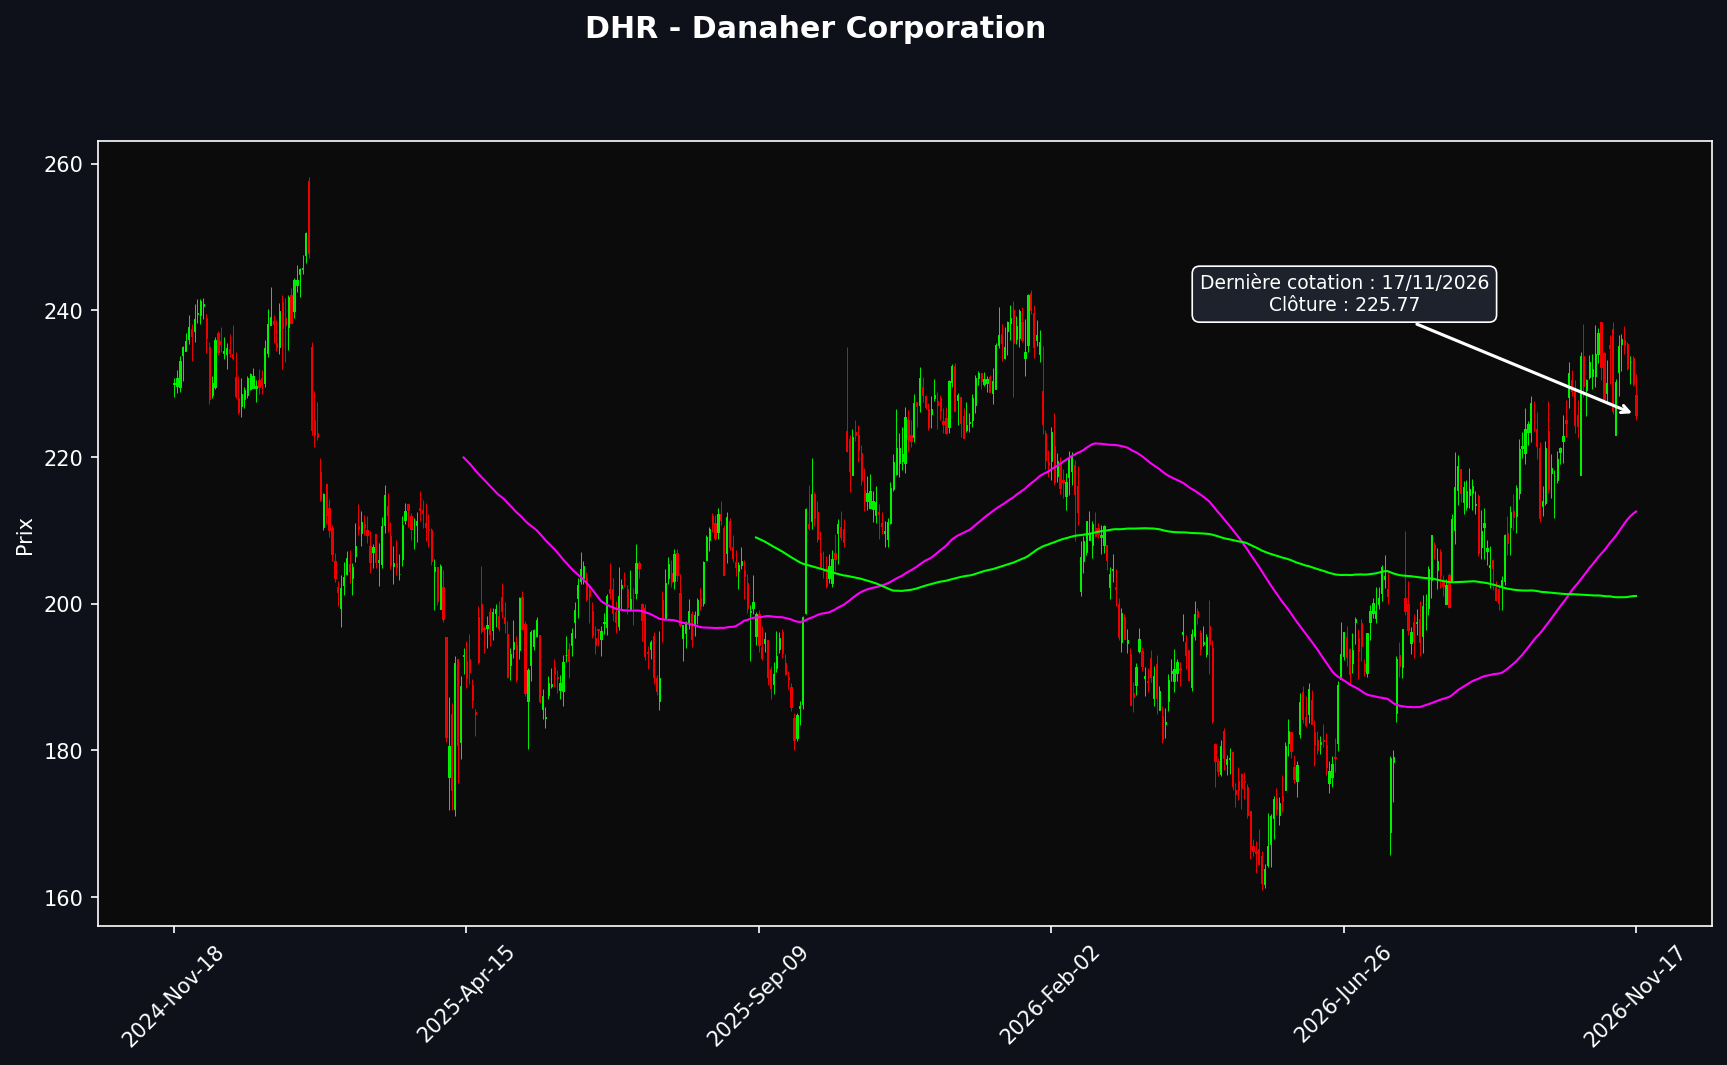 DHR - Danaher Corporation
Prix
260
240
220
200
180
160
Dernière cotation : 17/11/2026
Clôture : 225.77
2024-Nov-18
2025-Apr-15
2025-Sep-09
2026-Feb-02
2026-Jun-26
2026-Nov-17